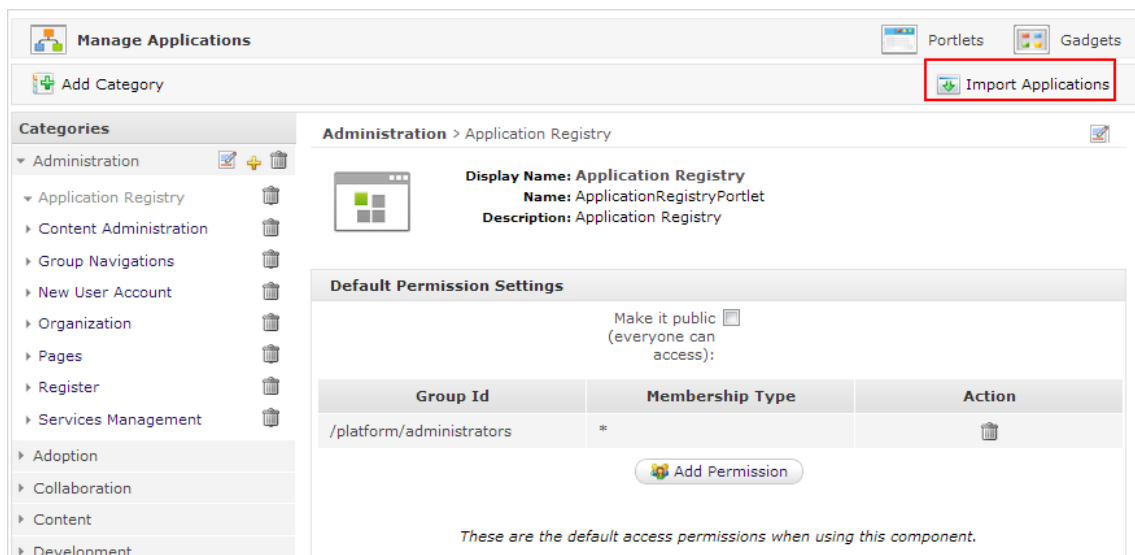 Manage Applications
Portlets
Gadgets
Add Category
Import Applications
Categories
Administration
Application Registry
Content Administration
Group Navigations
New User Account
Organization
Pages
Register
Services Management
Adoption
Collaboration
Content
Development
Administration > Application Registry
Display Name: Application Registry
Name: ApplicationRegistryPortlet
Description: Application Registry
Default Permission Settings
Make it public
(everyone can
access):
Group Id Membership Type Action
/platform/administrators *
Add Permission
These are the default access permissions when using this component.